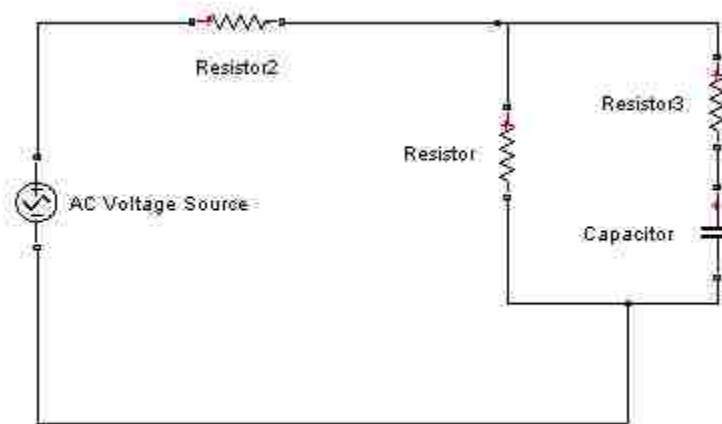 Resistor2
Resistor3
Resistor
AC Voltage Source
Capacitor